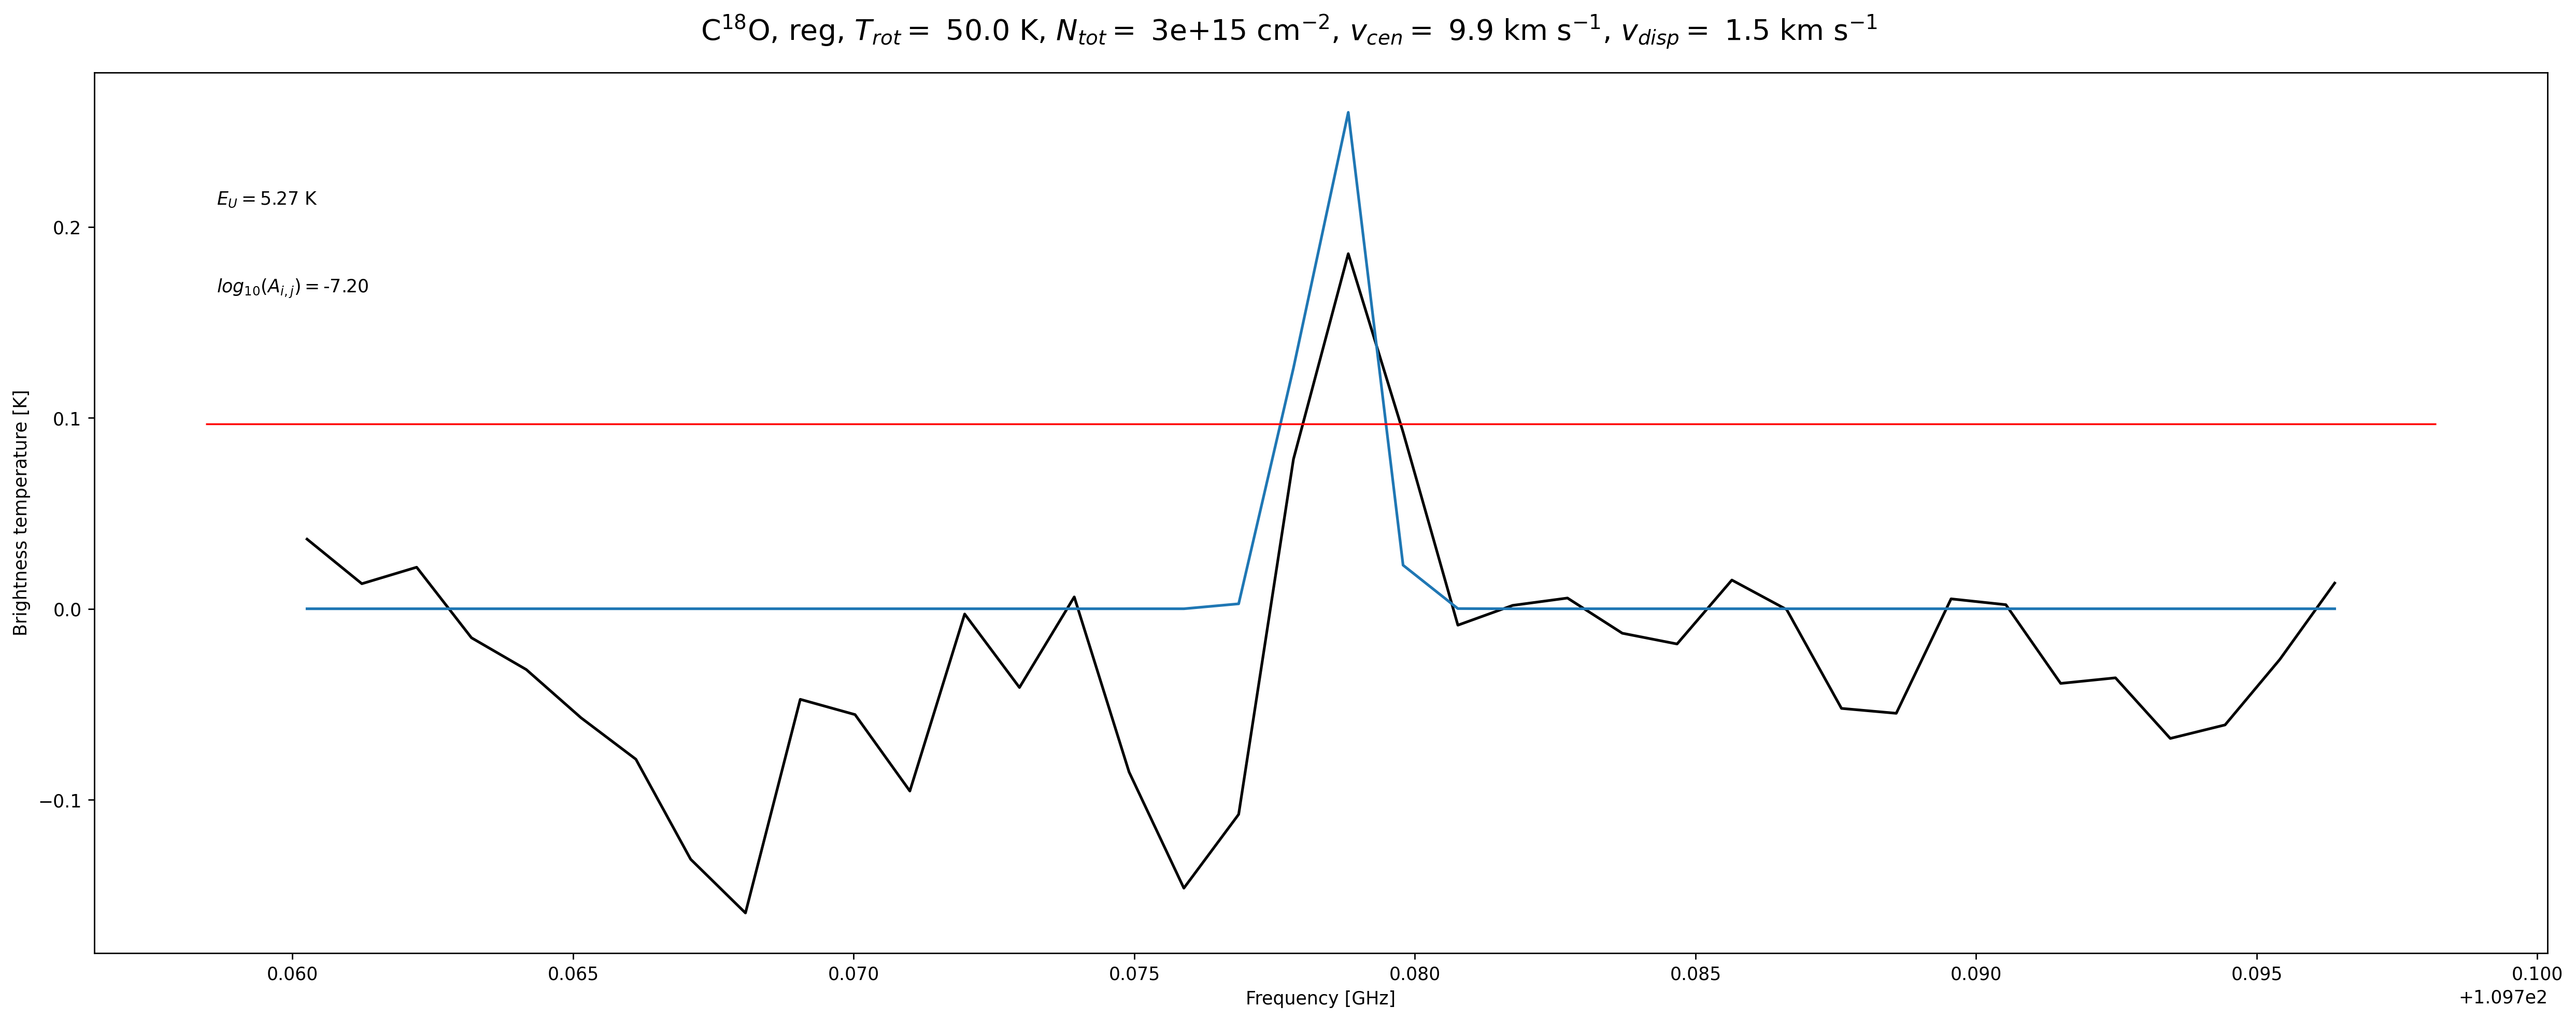 C¹⁸O, reg, T_rot = 50.0 K, N_tot = 3e+15 cm⁻², v_cen = 9.9 km s⁻¹, v_disp = 1.5 km s⁻¹
E_U = 5.27 K
log₁₀(A_i,j) = -7.20
Brightness temperature [K]
0.2
0.1
0.0
−0.1
0.060 0.065 0.070 0.075 0.080 0.085 0.090 0.095 0.100
Frequency [GHz]
+1.097e2